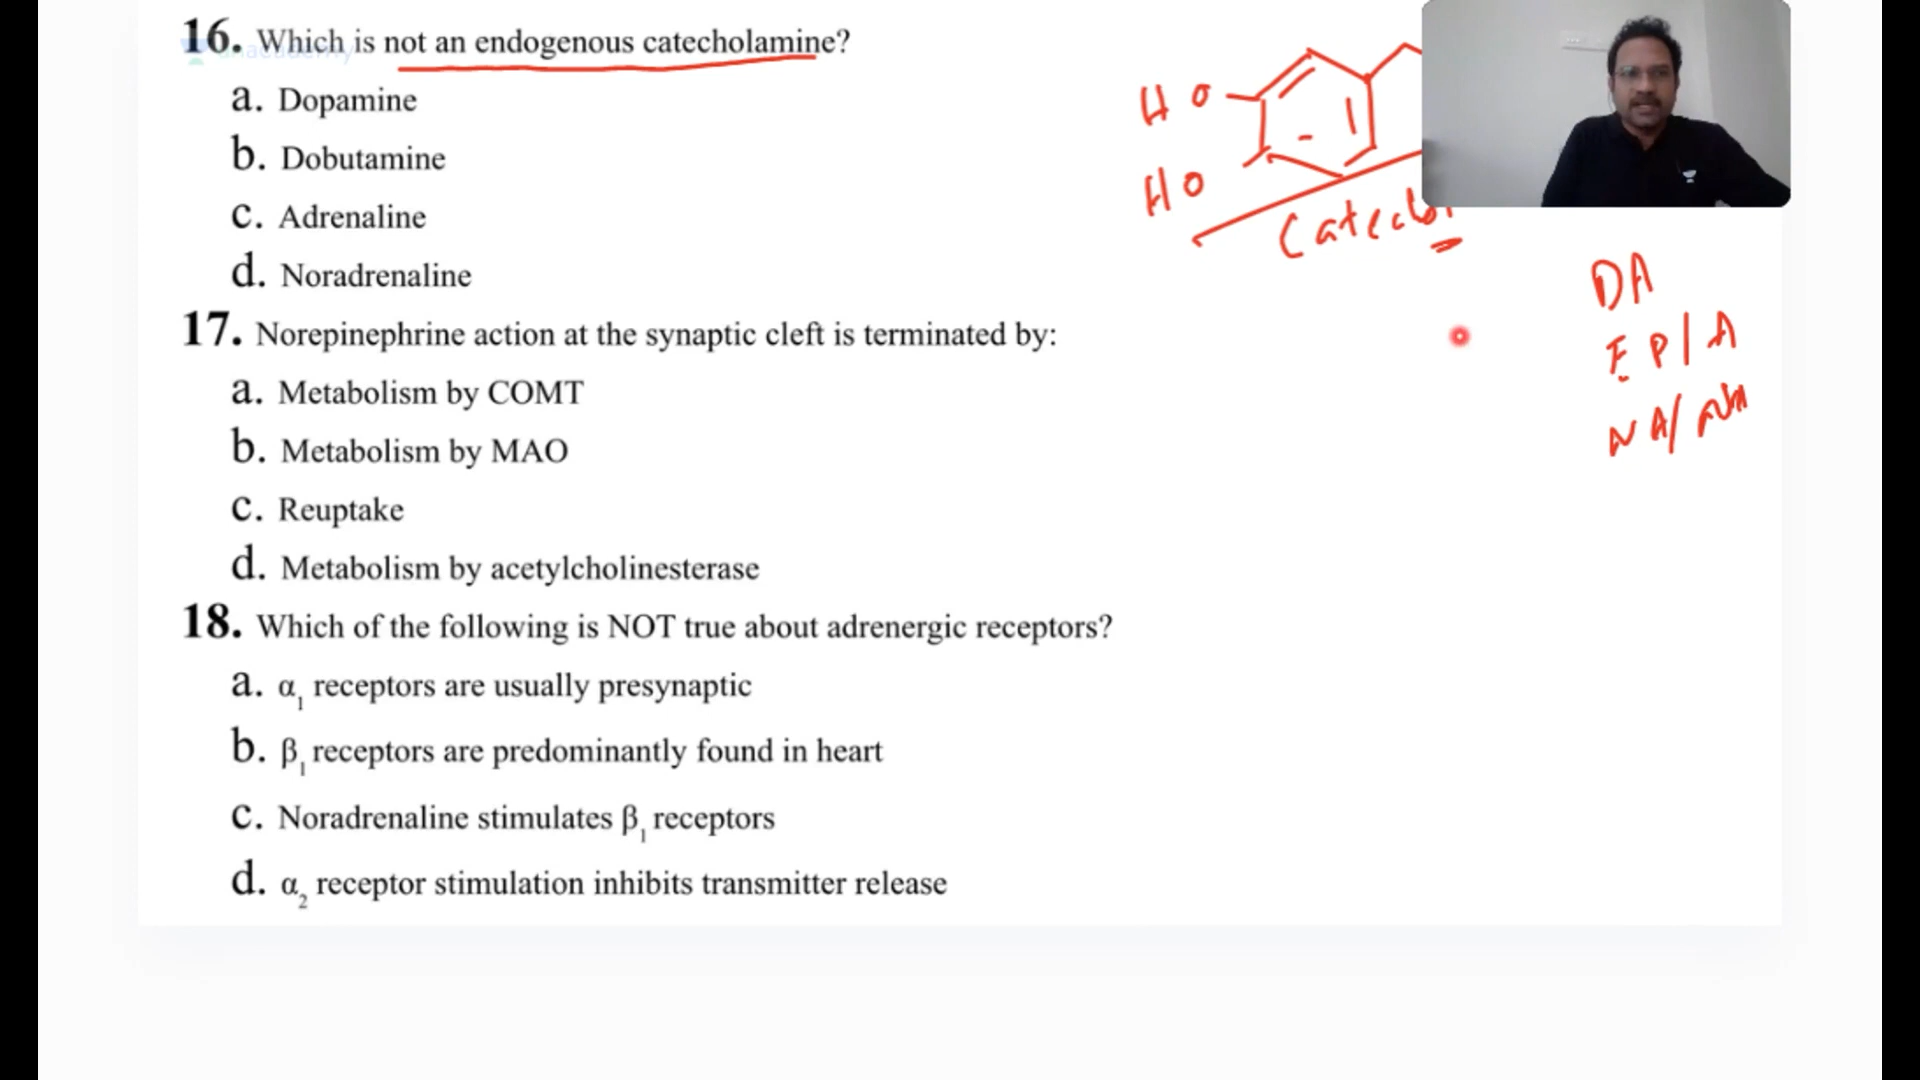 16. Which is not an endogenous catecholamine?
a. Dopamine
b. Dobutamine
c. Adrenaline
d. Noradrenaline
17. Norepinephrine action at the synaptic cleft is terminated by:
a. Metabolism by COMT
b. Metabolism by MAO
c. Reuptake
d. Metabolism by acetylcholinesterase
18. Which of the following is NOT true about adrenergic receptors?
a. α₁ receptors are usually presynaptic
b. β₁ receptors are predominantly found in heart
c. Noradrenaline stimulates β₁ receptors
d. α₂ receptor stimulation inhibits transmitter release
HO
HO
DA
EP/A
NA/